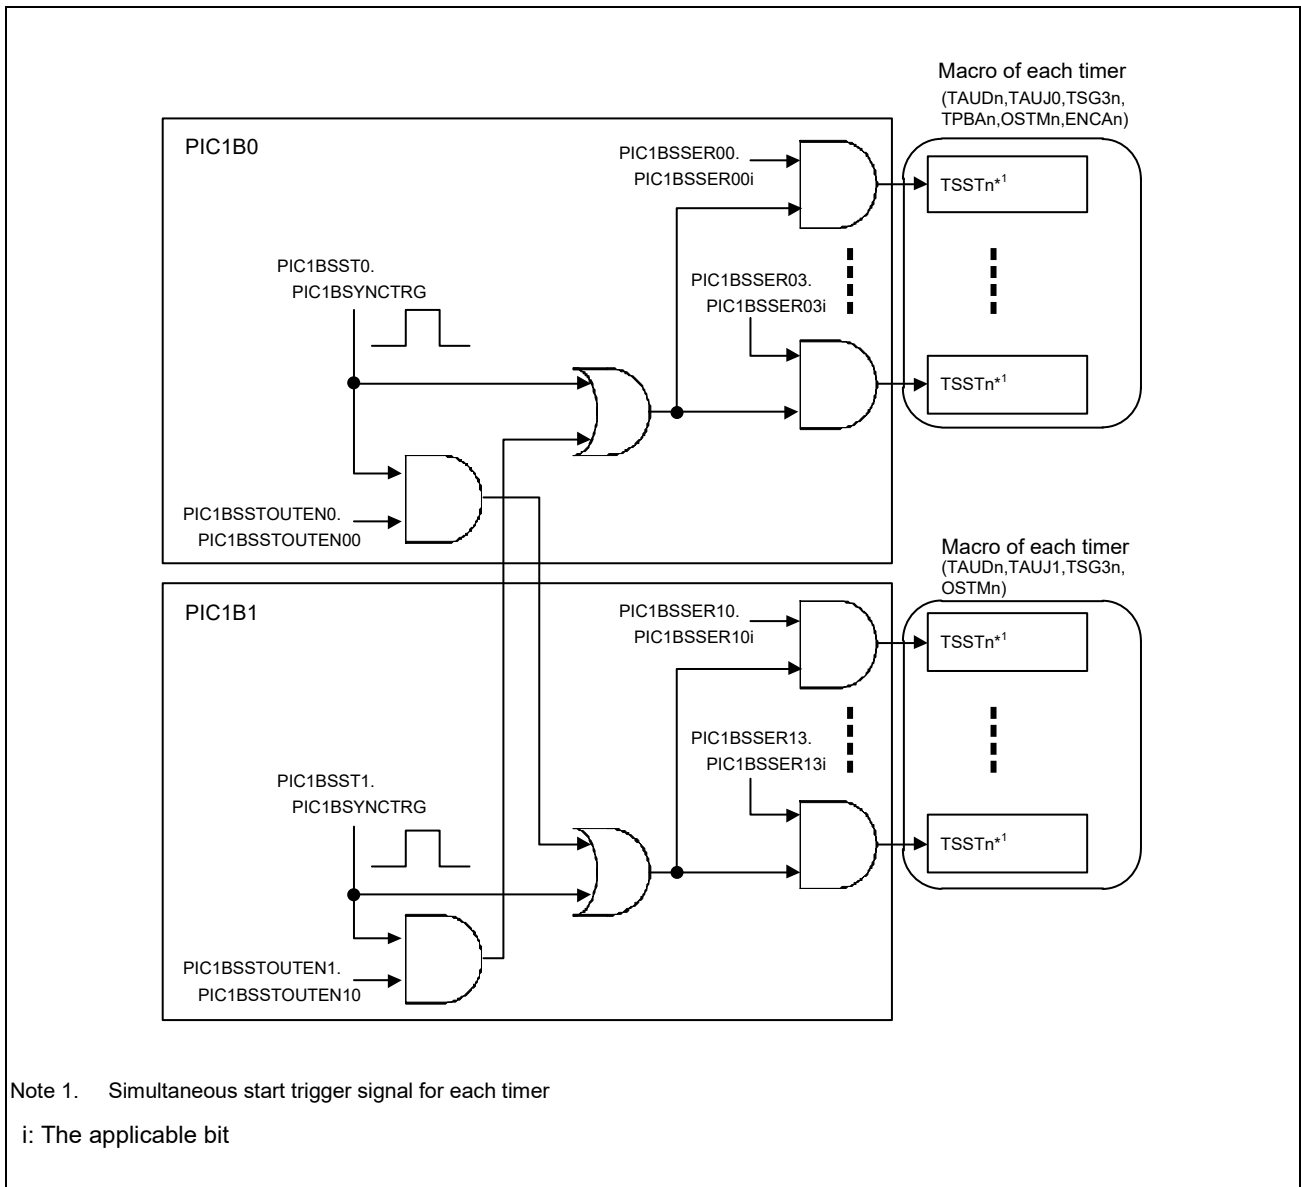 Macro of each timer
(TAUDn,TAUJ0,TSG3n,
TPBAn,OSTMn,ENCAn)
PIC1B0
PIC1BSSER00.
PIC1BSSER00i
TSSTn*1
PIC1BSST0.
PIC1BSYNCTRG
PIC1BSSER03.
PIC1BSSER03i
TSSTn*1
PIC1BSSTOUTEN0.
PIC1BSSTOUTEN00
Macro of each timer
(TAUDn,TAUJ1,TSG3n,
OSTMn)
PIC1B1
PIC1BSSER10.
PIC1BSSER10i
TSSTn*1
PIC1BSSER13.
PIC1BSSER13i
PIC1BSST1.
PIC1BSYNCTRG
TSSTn*1
PIC1BSSTOUTEN1.
PIC1BSSTOUTEN10
Note 1. Simultaneous start trigger signal for each timer
i: The applicable bit